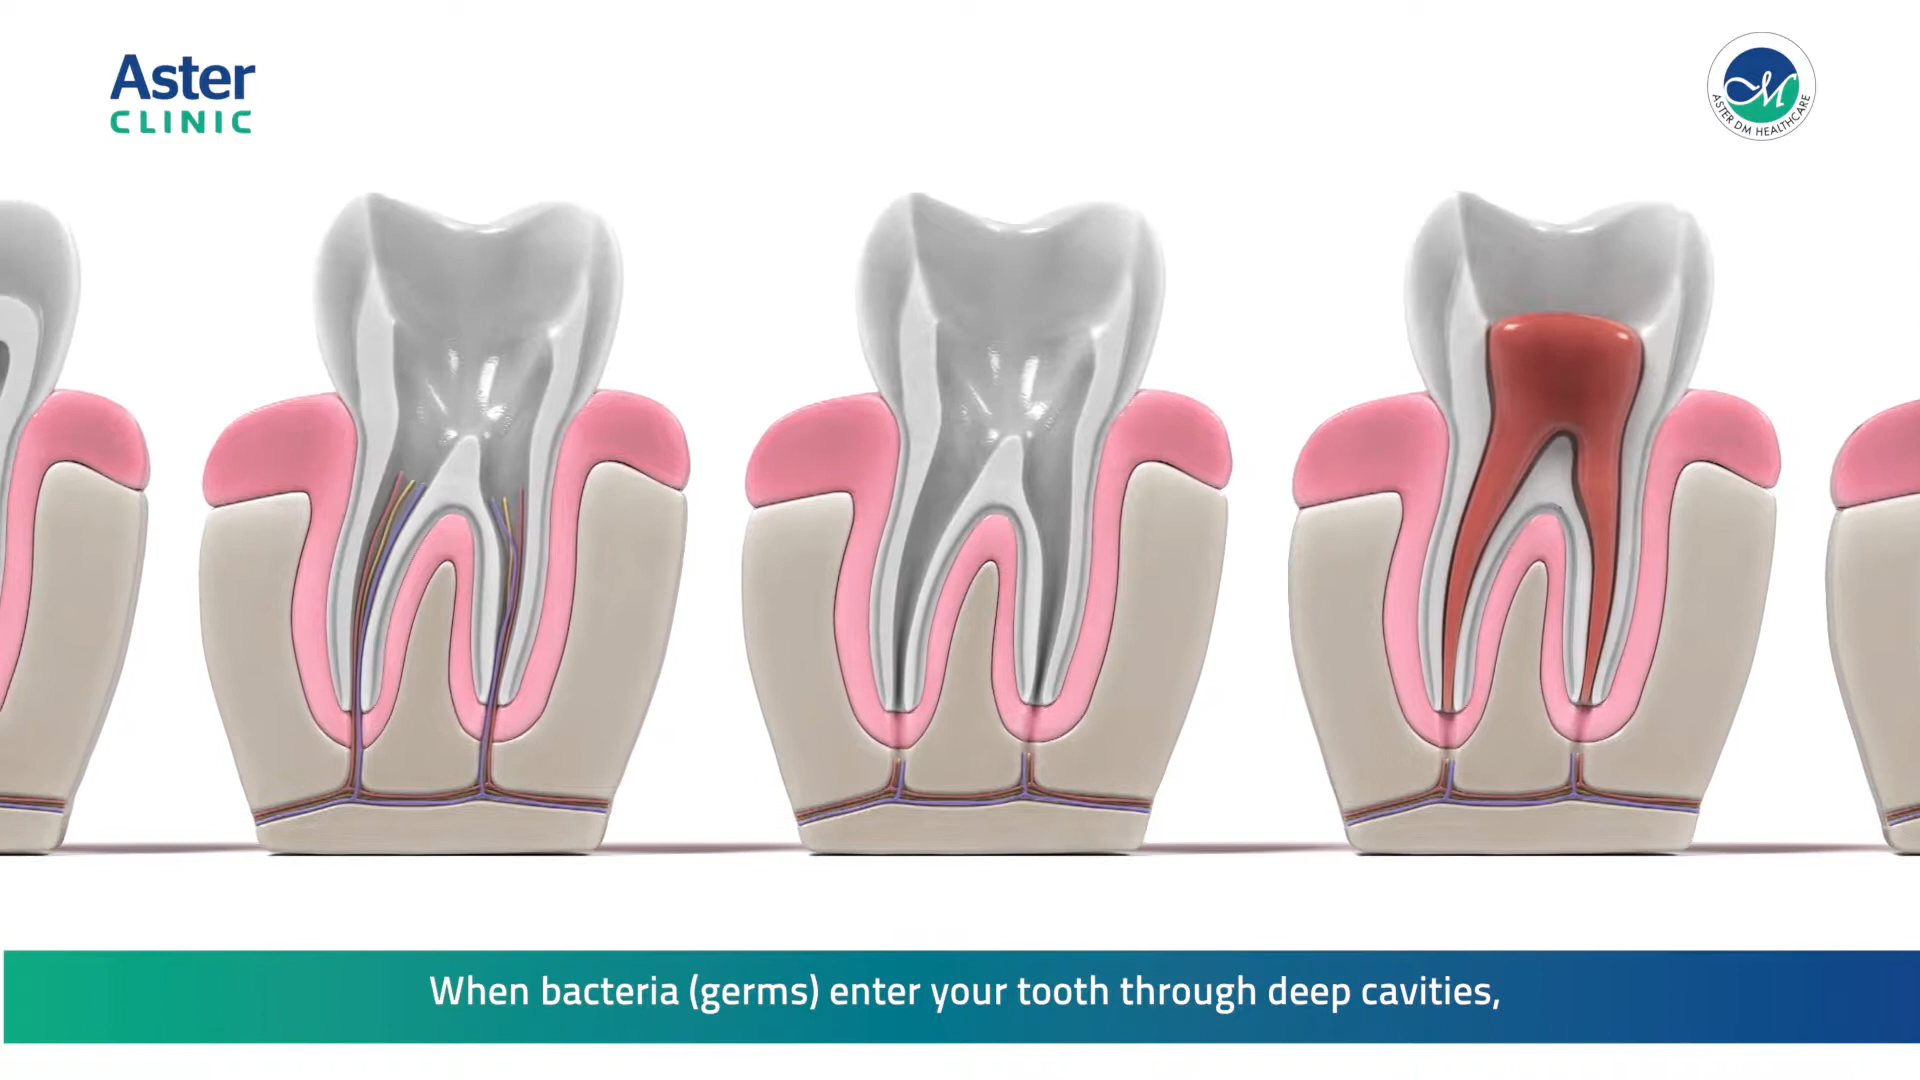 Aster
CLINIC
M
ASTER DM HEALTHCARE
When bacteria (germs) enter your tooth through deep cavities,